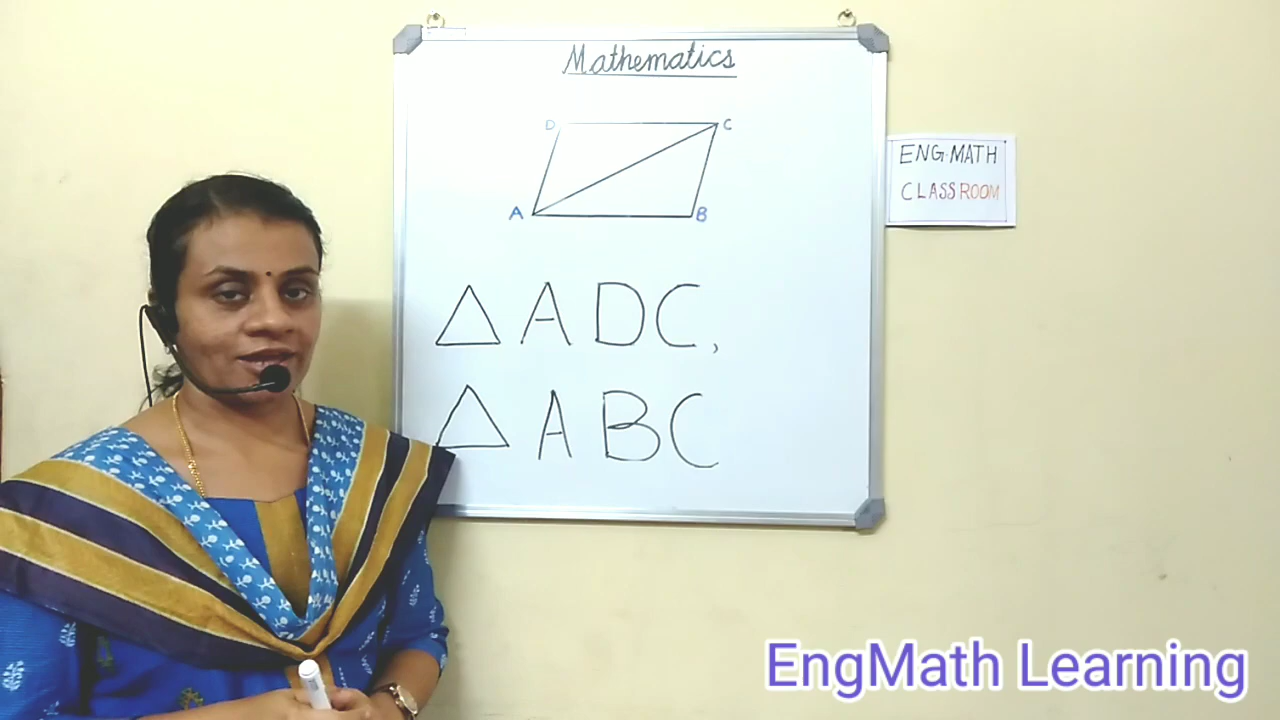 Mathematics
D C
A B
△ ADC,
△ ABC
ENG-MATH
CLASSROOM
EngMath Learning